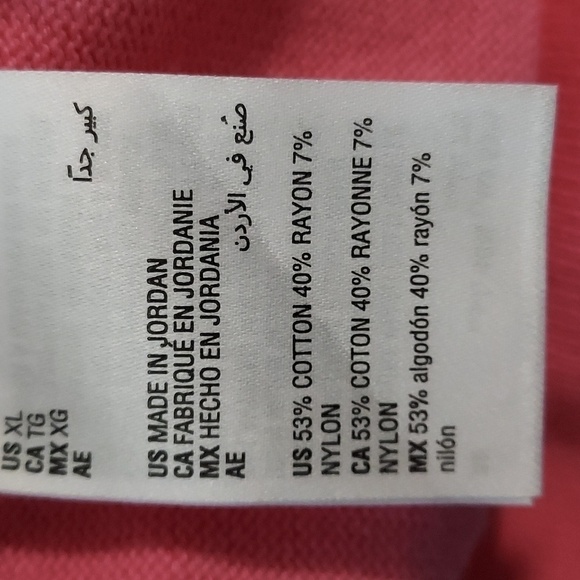 US XL
CA TG
MX XG
AE كبير جداً
US MADE IN JORDAN
CA FABRIQUÉ EN JORDANIE
MX HECHO EN JORDANIA
AE صُنع في الأردن
US 53% COTTON 40% RAYON 7%
NYLON
CA 53% COTON 40% RAYONNE 7%
NYLON
MX 53% algodón 40% rayón 7%
nilón